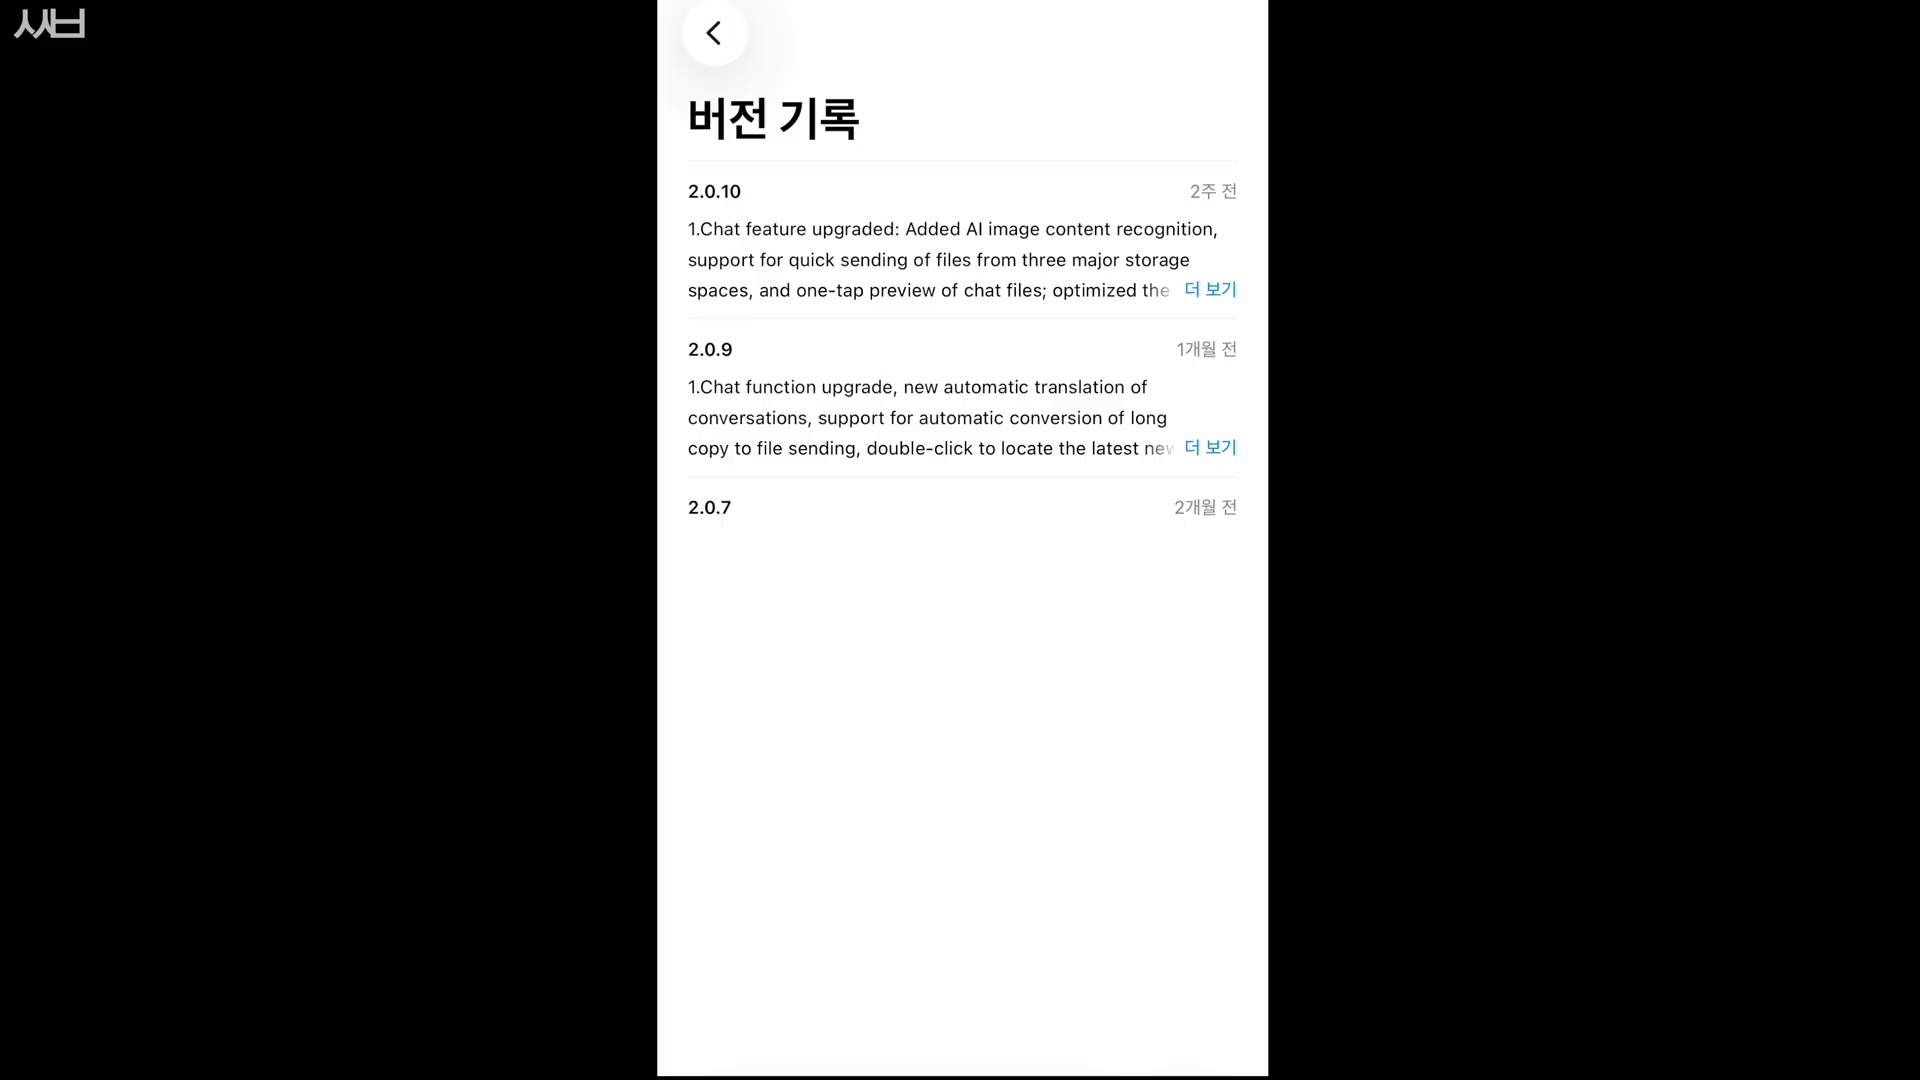 씨브
버전 기록
2.0.10
2주 전
1.Chat feature upgraded: Added AI image content recognition,
support for quick sending of files from three major storage
spaces, and one-tap preview of chat files; optimized the
더 보기
2.0.9
1개월 전
1.Chat function upgrade, new automatic translation of
conversations, support for automatic conversion of long
copy to file sending, double-click to locate the latest new
더 보기
2.0.7
2개월 전